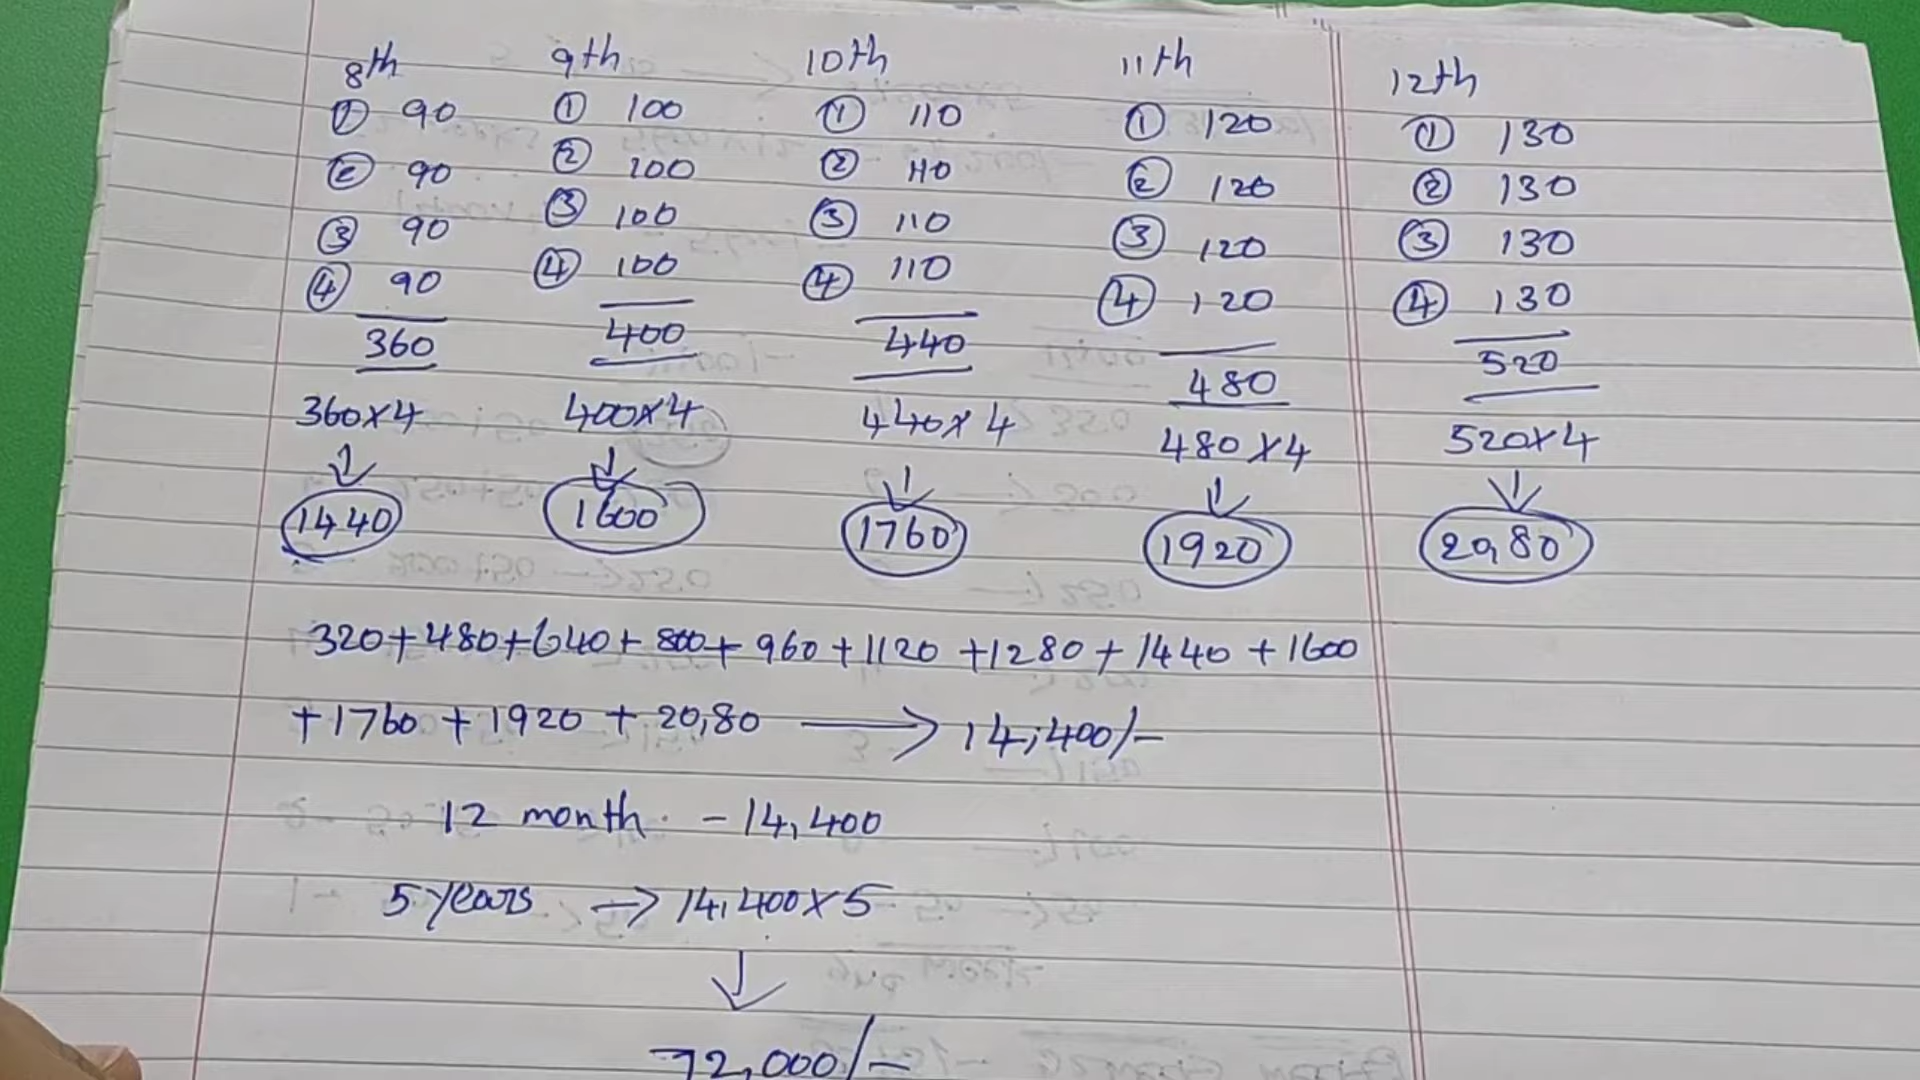 8th 9th 10th 11th 12th
① 90 ① 100 ① 110 ① 120 ① 130
② 90 ② 100 ② 110 ② 120 ② 130
③ 90 ③ 100 ③ 110 ③ 120 ③ 130
④ 90 ④ 100 ④ 110 ④ 120 ④ 130
360 400 440 480 520
360x4 400x4 440x4 480x4 520x4
1440 1600 1760 1920 20,80
320+480+640+800+960+1120+1280+1440+1600
+1760+1920+20,80 → 14,400/-
12 month. - 14,400
5 years → 14,400x5
72,000/-